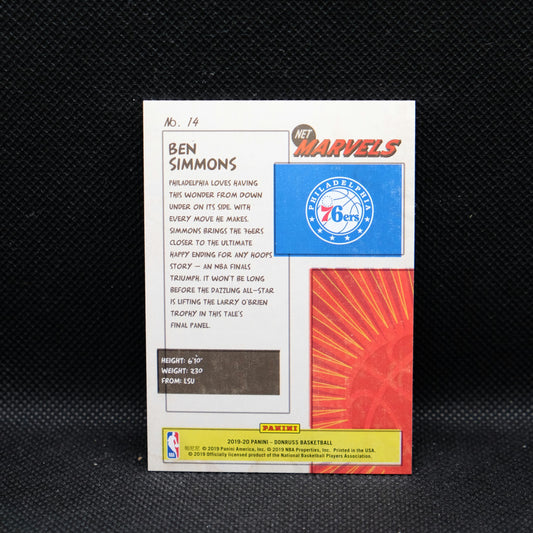 No. 14
NET
MARVELS
BEN
SIMMONS
PHILADELPHIA LOVES HAVING
THIS WONDER FROM DOWN
UNDER ON ITS SIDE. WITH
EVERY MOVE HE MAKES,
SIMMONS BRINGS THE 76ERS
CLOSER TO THE ULTIMATE
HAPPY ENDING FOR ANY HOOPS
STORY – AN NBA FINALS
TRIUMPH. IT WON'T BE LONG
BEFORE THE DAZZLING ALL-STAR
IS LIFTING THE LARRY O'BRIEN
TROPHY IN THIS TALE'S
FINAL PANEL.
PHILADELPHIA
76ers
HEIGHT: 6'10"
WEIGHT: 230
FROM: LSU
PANINI
2019-20 PANINI – DONRUSS BASKETBALL
© 2019 Panini America, Inc. © 2019 NBA Properties, Inc. Printed in the USA.
© 2019 Officially licensed product of the National Basketball Players Association.